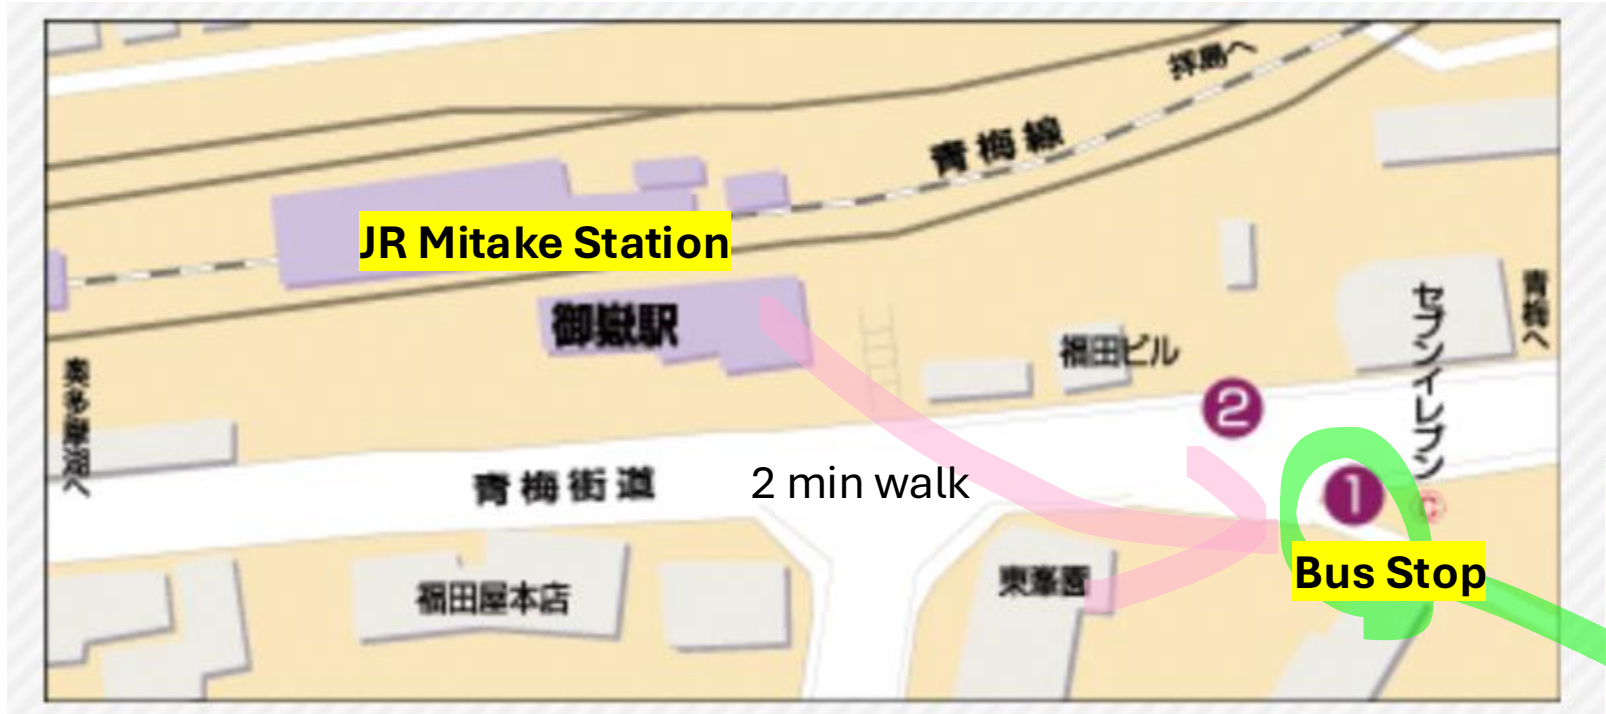 拝島へ
青梅線
JR Mitake Station
御嶽駅
福田ビル
セブンイレブン
青梅へ
奥多摩湖へ
2
1
C
青梅街道
2 min walk
Bus Stop
福田屋本店
東峯園